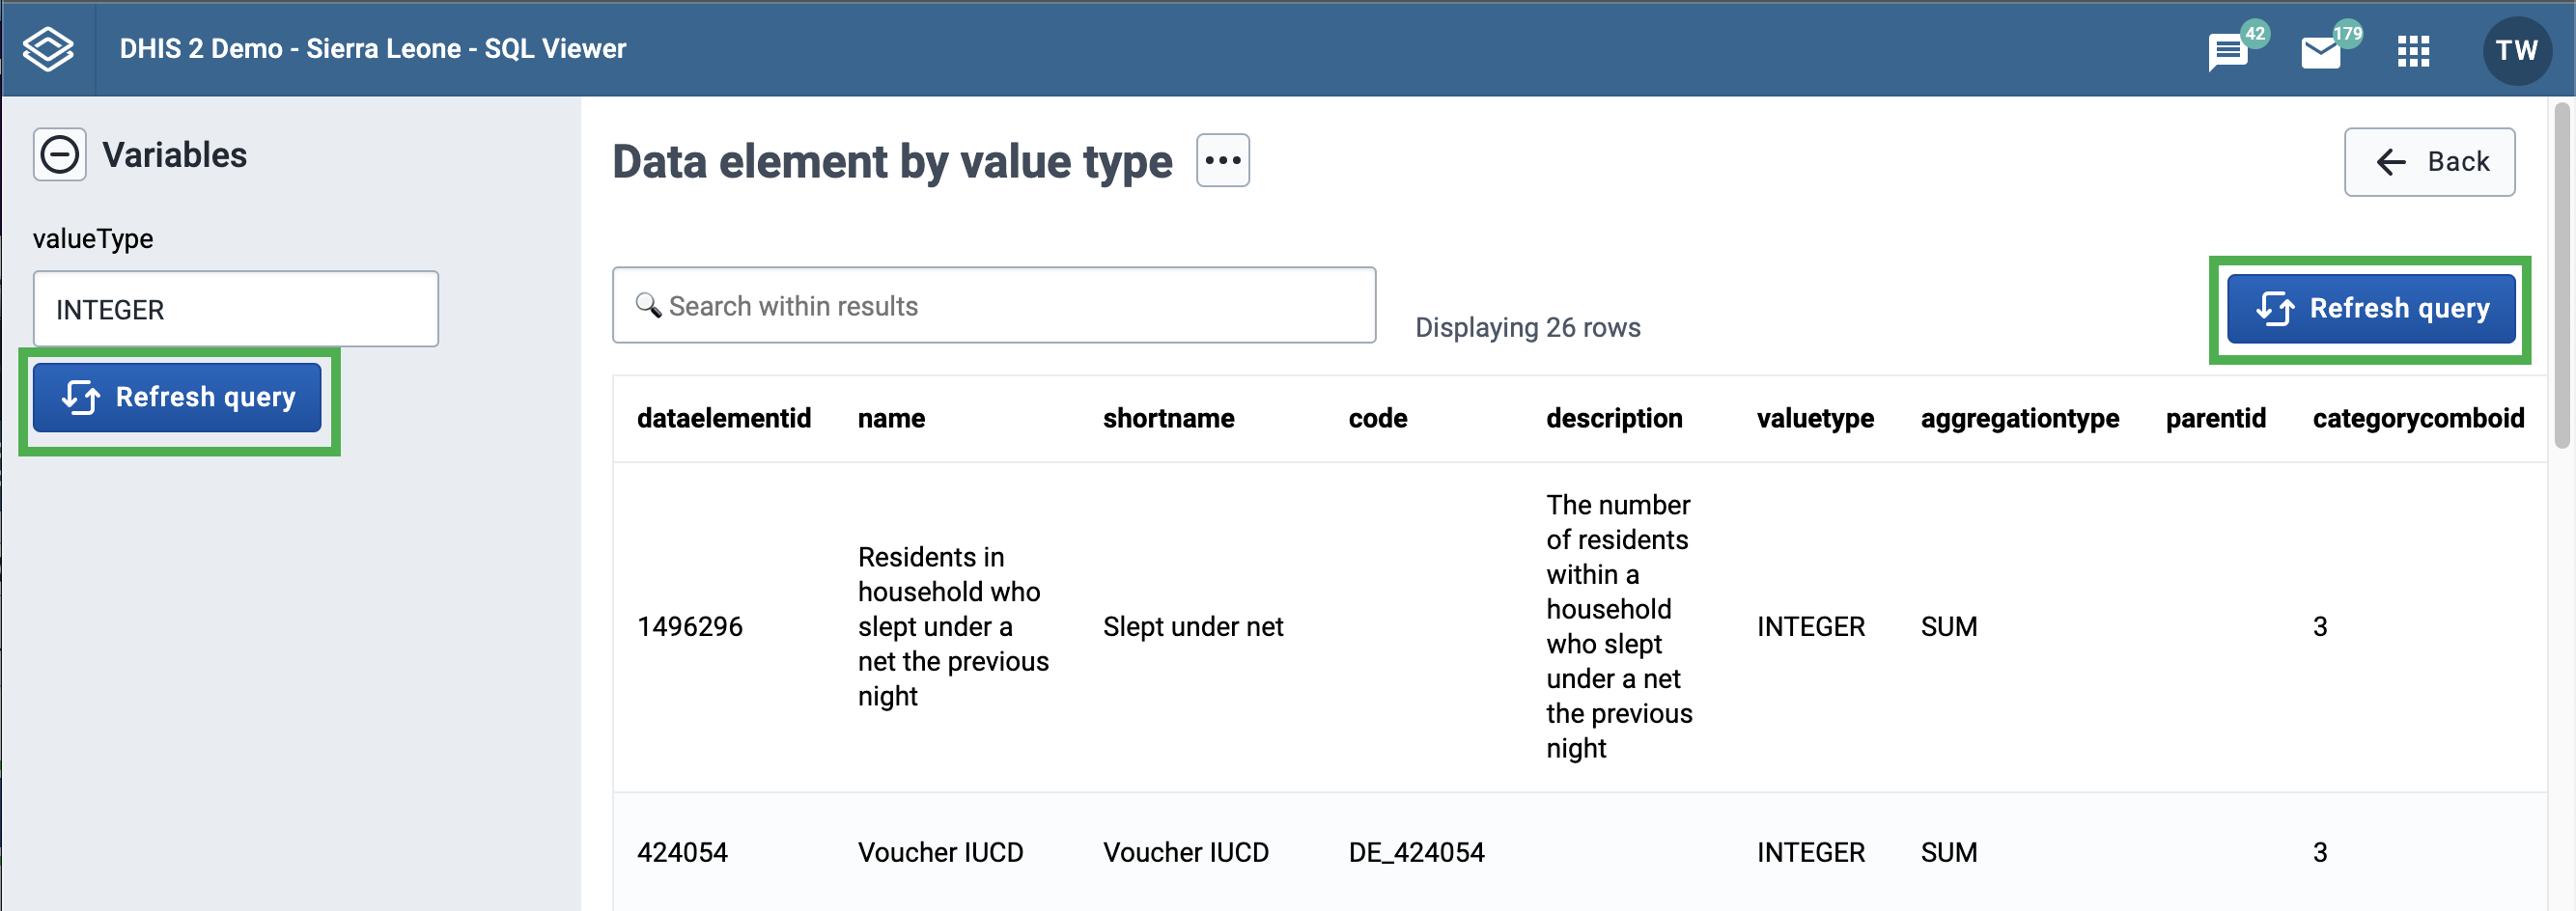 DHIS 2 Demo - Sierra Leone - SQL Viewer
42
179
TW
Variables
valueType
INTEGER
Refresh query
Data element by value type
Back
Search within results
Displaying 26 rows
Refresh query
dataelementid name shortname code description valuetype aggregationtype parentid categorycomboid
1496296
Residents in
household who
slept under a
net the previous
night
Slept under net
The number
of residents
within a
household
who slept
under a net
the previous
night
INTEGER
SUM
3
424054 Voucher IUCD Voucher IUCD DE_424054 INTEGER SUM 3